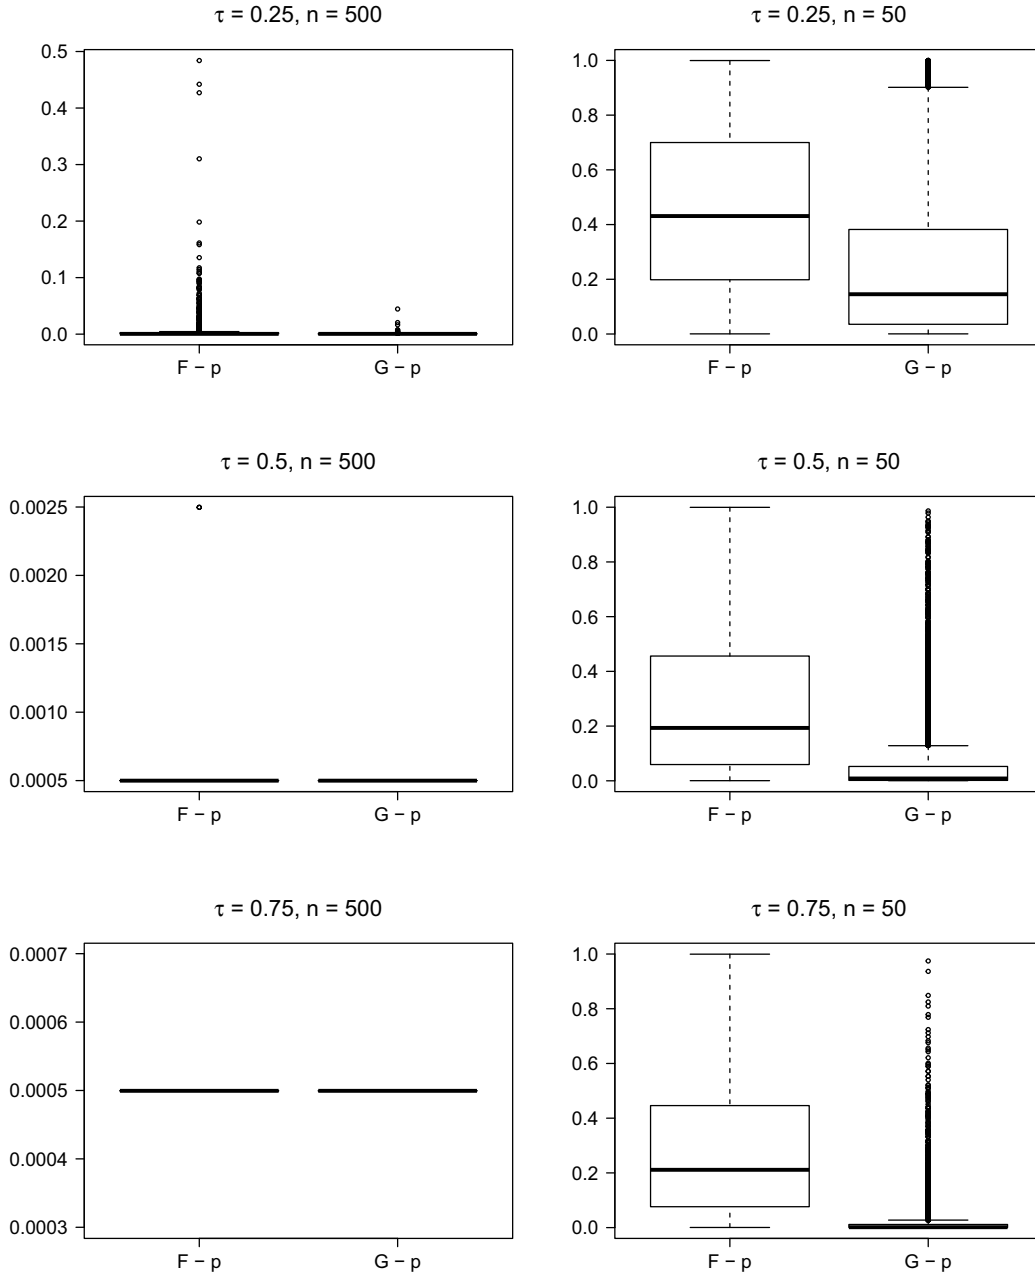 τ = 0.25, n = 500
0.5
0.4
0.3
0.2
0.1
0.0
F − p
G − p
τ = 0.25, n = 50
1.0
0.8
0.6
0.4
0.2
0.0
F − p
G − p
τ = 0.5, n = 500
0.0025
0.0020
0.0015
0.0010
0.0005
F − p
G − p
τ = 0.5, n = 50
1.0
0.8
0.6
0.4
0.2
0.0
F − p
G − p
τ = 0.75, n = 500
0.0007
0.0006
0.0005
0.0004
0.0003
F − p
G − p
τ = 0.75, n = 50
1.0
0.8
0.6
0.4
0.2
0.0
F − p
G − p